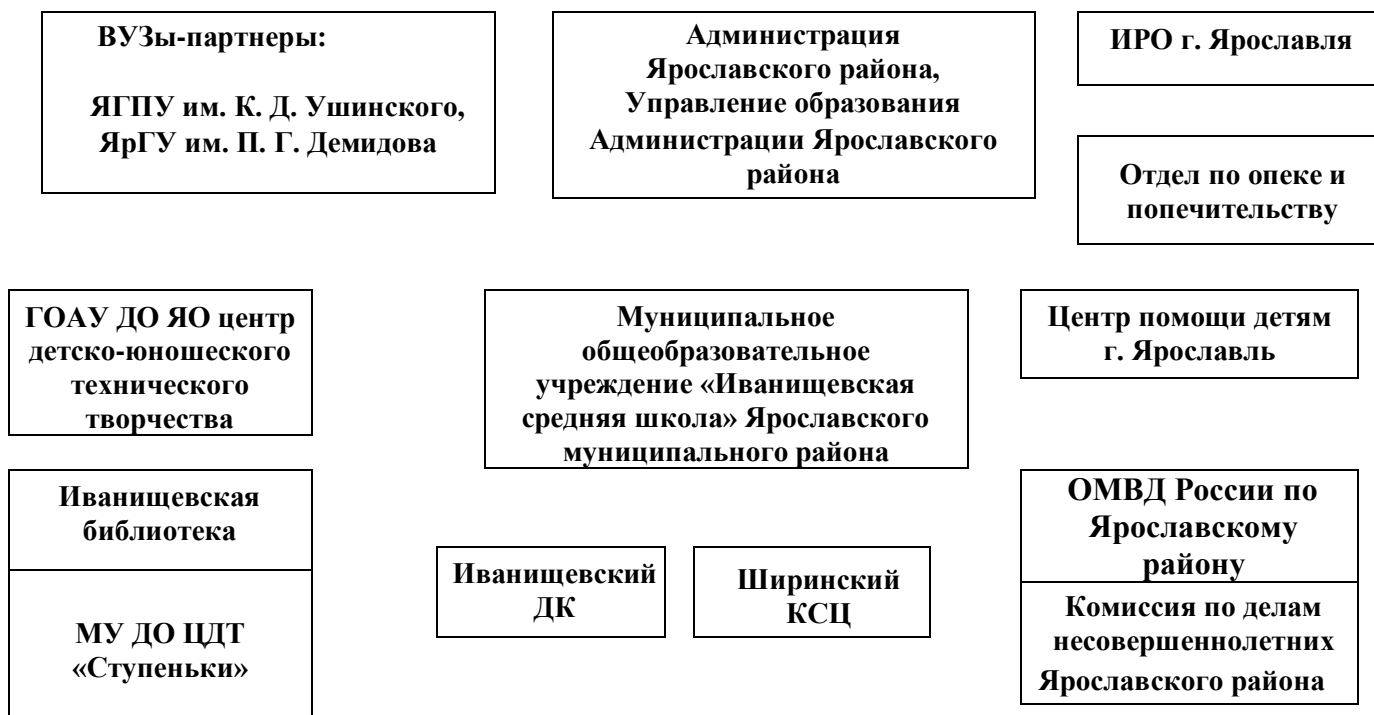 ВУЗы-партнеры:
ЯГПУ им. К. Д. Ушинского,
ЯрГУ им. П. Г. Демидова
Администрация
Ярославского района,
Управление образования
Администрации Ярославского
района
ИРО г. Ярославля
Отдел по опеке и
попечительству
ГОАУ ДО ЯО центр
детско-юношеского
технического
творчества
Муниципальное
общеобразовательное
учреждение «Иванищевская
средняя школа» Ярославского
муниципального района
Центр помощи детям
г. Ярославль
Иванищевская
библиотека
МУ ДО ЦДТ
«Ступеньки»
Иванищевский
ДК
Ширинский
КСЦ
ОМВД России по
Ярославскому
району
Комиссия по делам
несовершеннолетних
Ярославского района